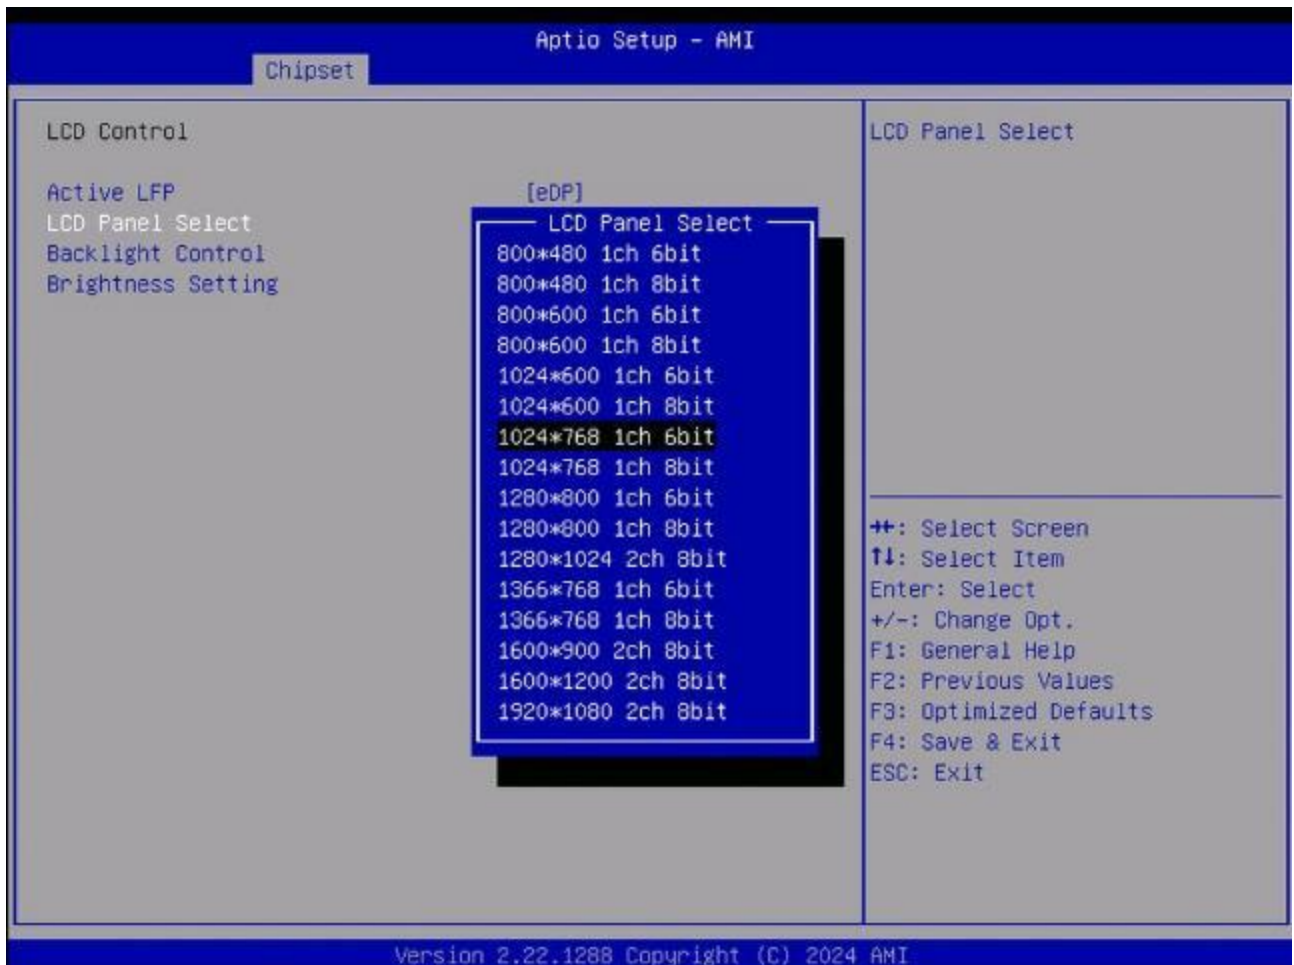 Aptio Setup – AMI
Chipset
LCD Control
Active LFP [eDP]
LCD Panel Select
Backlight Control
Brightness Setting
LCD Panel Select
800*480 1ch 6bit
800*480 1ch 8bit
800*600 1ch 6bit
800*600 1ch 8bit
1024*600 1ch 6bit
1024*600 1ch 8bit
1024*768 1ch 6bit
1024*768 1ch 8bit
1280*800 1ch 6bit
1280*800 1ch 8bit
1280*1024 2ch 8bit
1366*768 1ch 6bit
1366*768 1ch 8bit
1600*900 2ch 8bit
1600*1200 2ch 8bit
1920*1080 2ch 8bit
LCD Panel Select
→←: Select Screen
↑↓: Select Item
Enter: Select
+/-: Change Opt.
F1: General Help
F2: Previous Values
F3: Optimized Defaults
F4: Save & Exit
ESC: Exit
Version 2.22.1288 Copyright (C) 2024 AMI